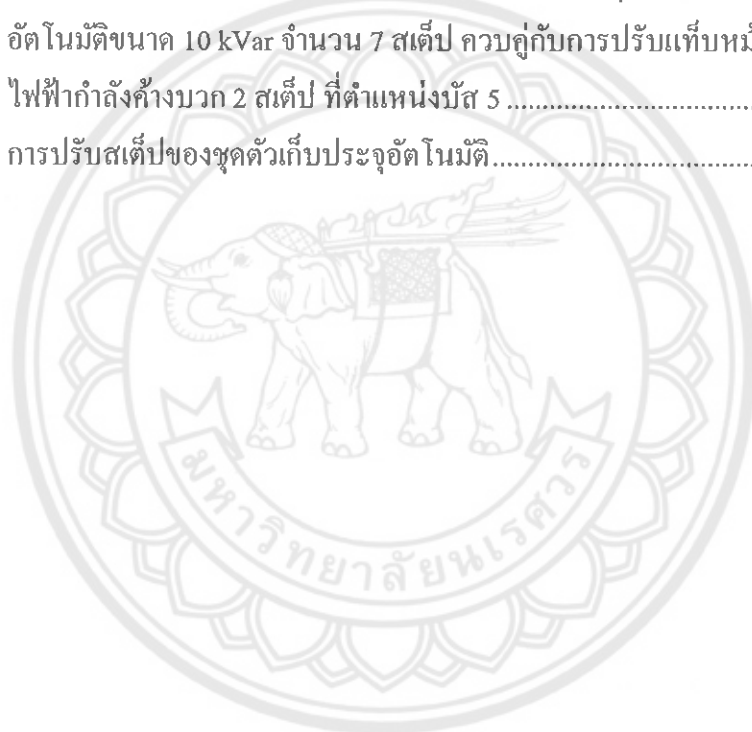 อัตโนมัติขนาด 10 kVar จำนวน 7 สเต็ป ควบคู่กับการปรับแท็บ
ไฟฟ้ากำลังค้างบวก 2 สเต็ป ที่ตำแหน่งบัส 5 ................................
การปรับสเต็ปของชุดตัวเก็บประจุอัตโนมัติ ..................................
มหาวิทยาลัยนเรศวร